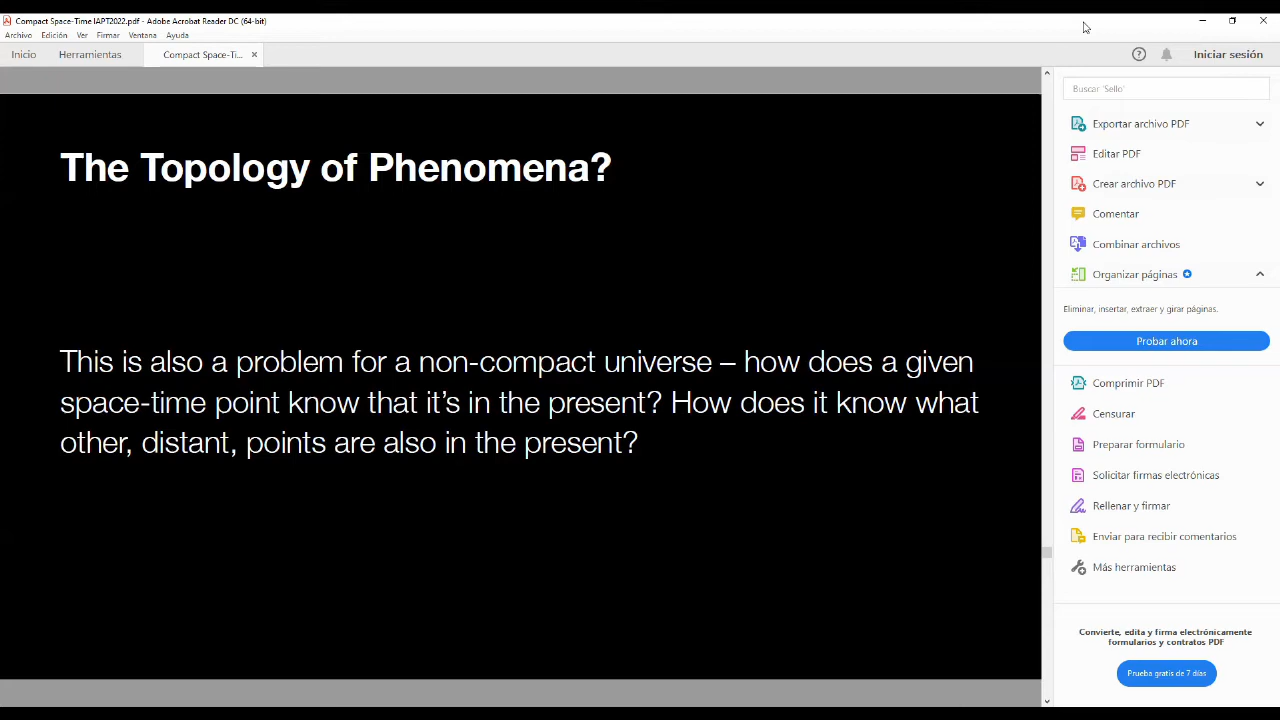 Compact Space-Time IAPT2022.pdf - Adobe Acrobat Reader DC (64-bit)
Archivo Edición Ver Firmar Ventana Ayuda
Inicio Herramientas Compact Space-Ti... Iniciar sesión
The Topology of Phenomena?
This is also a problem for a non-compact universe – how does a given
space-time point know that it's in the present? How does it know what
other, distant, points are also in the present?
Buscar 'Sello'
Exportar archivo PDF
Editar PDF
Crear archivo PDF
Comentar
Combinar archivos
Organizar páginas
Eliminar, insertar, extraer y girar páginas.
Probar ahora
Comprimir PDF
Censurar
Preparar formulario
Solicitar firmas electrónicas
Rellenar y firmar
Enviar para recibir comentarios
Más herramientas
Convierte, edita y firma electrónicamente
formularios y contratos PDF
Prueba gratis de 7 días